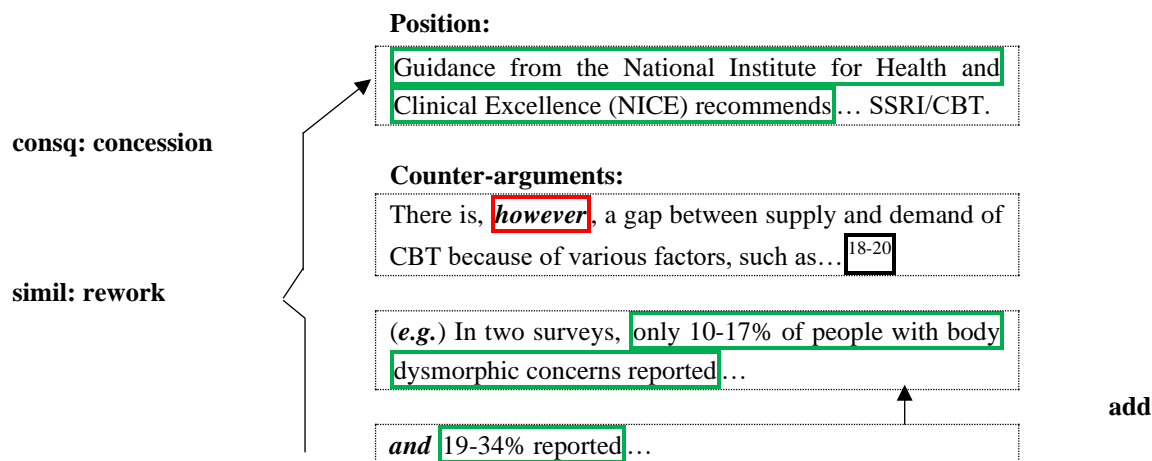 Position:
Guidance from the National Institute for Health and
Clinical Excellence (NICE) recommends… SSRI/CBT.
consq: concession
Counter-arguments:
There is, however, a gap between supply and demand of
CBT because of various factors, such as…18-20
simil: rework
(e.g.) In two surveys, only 10-17% of people with body
dysmorphic concerns reported…
add
and 19-34% reported…